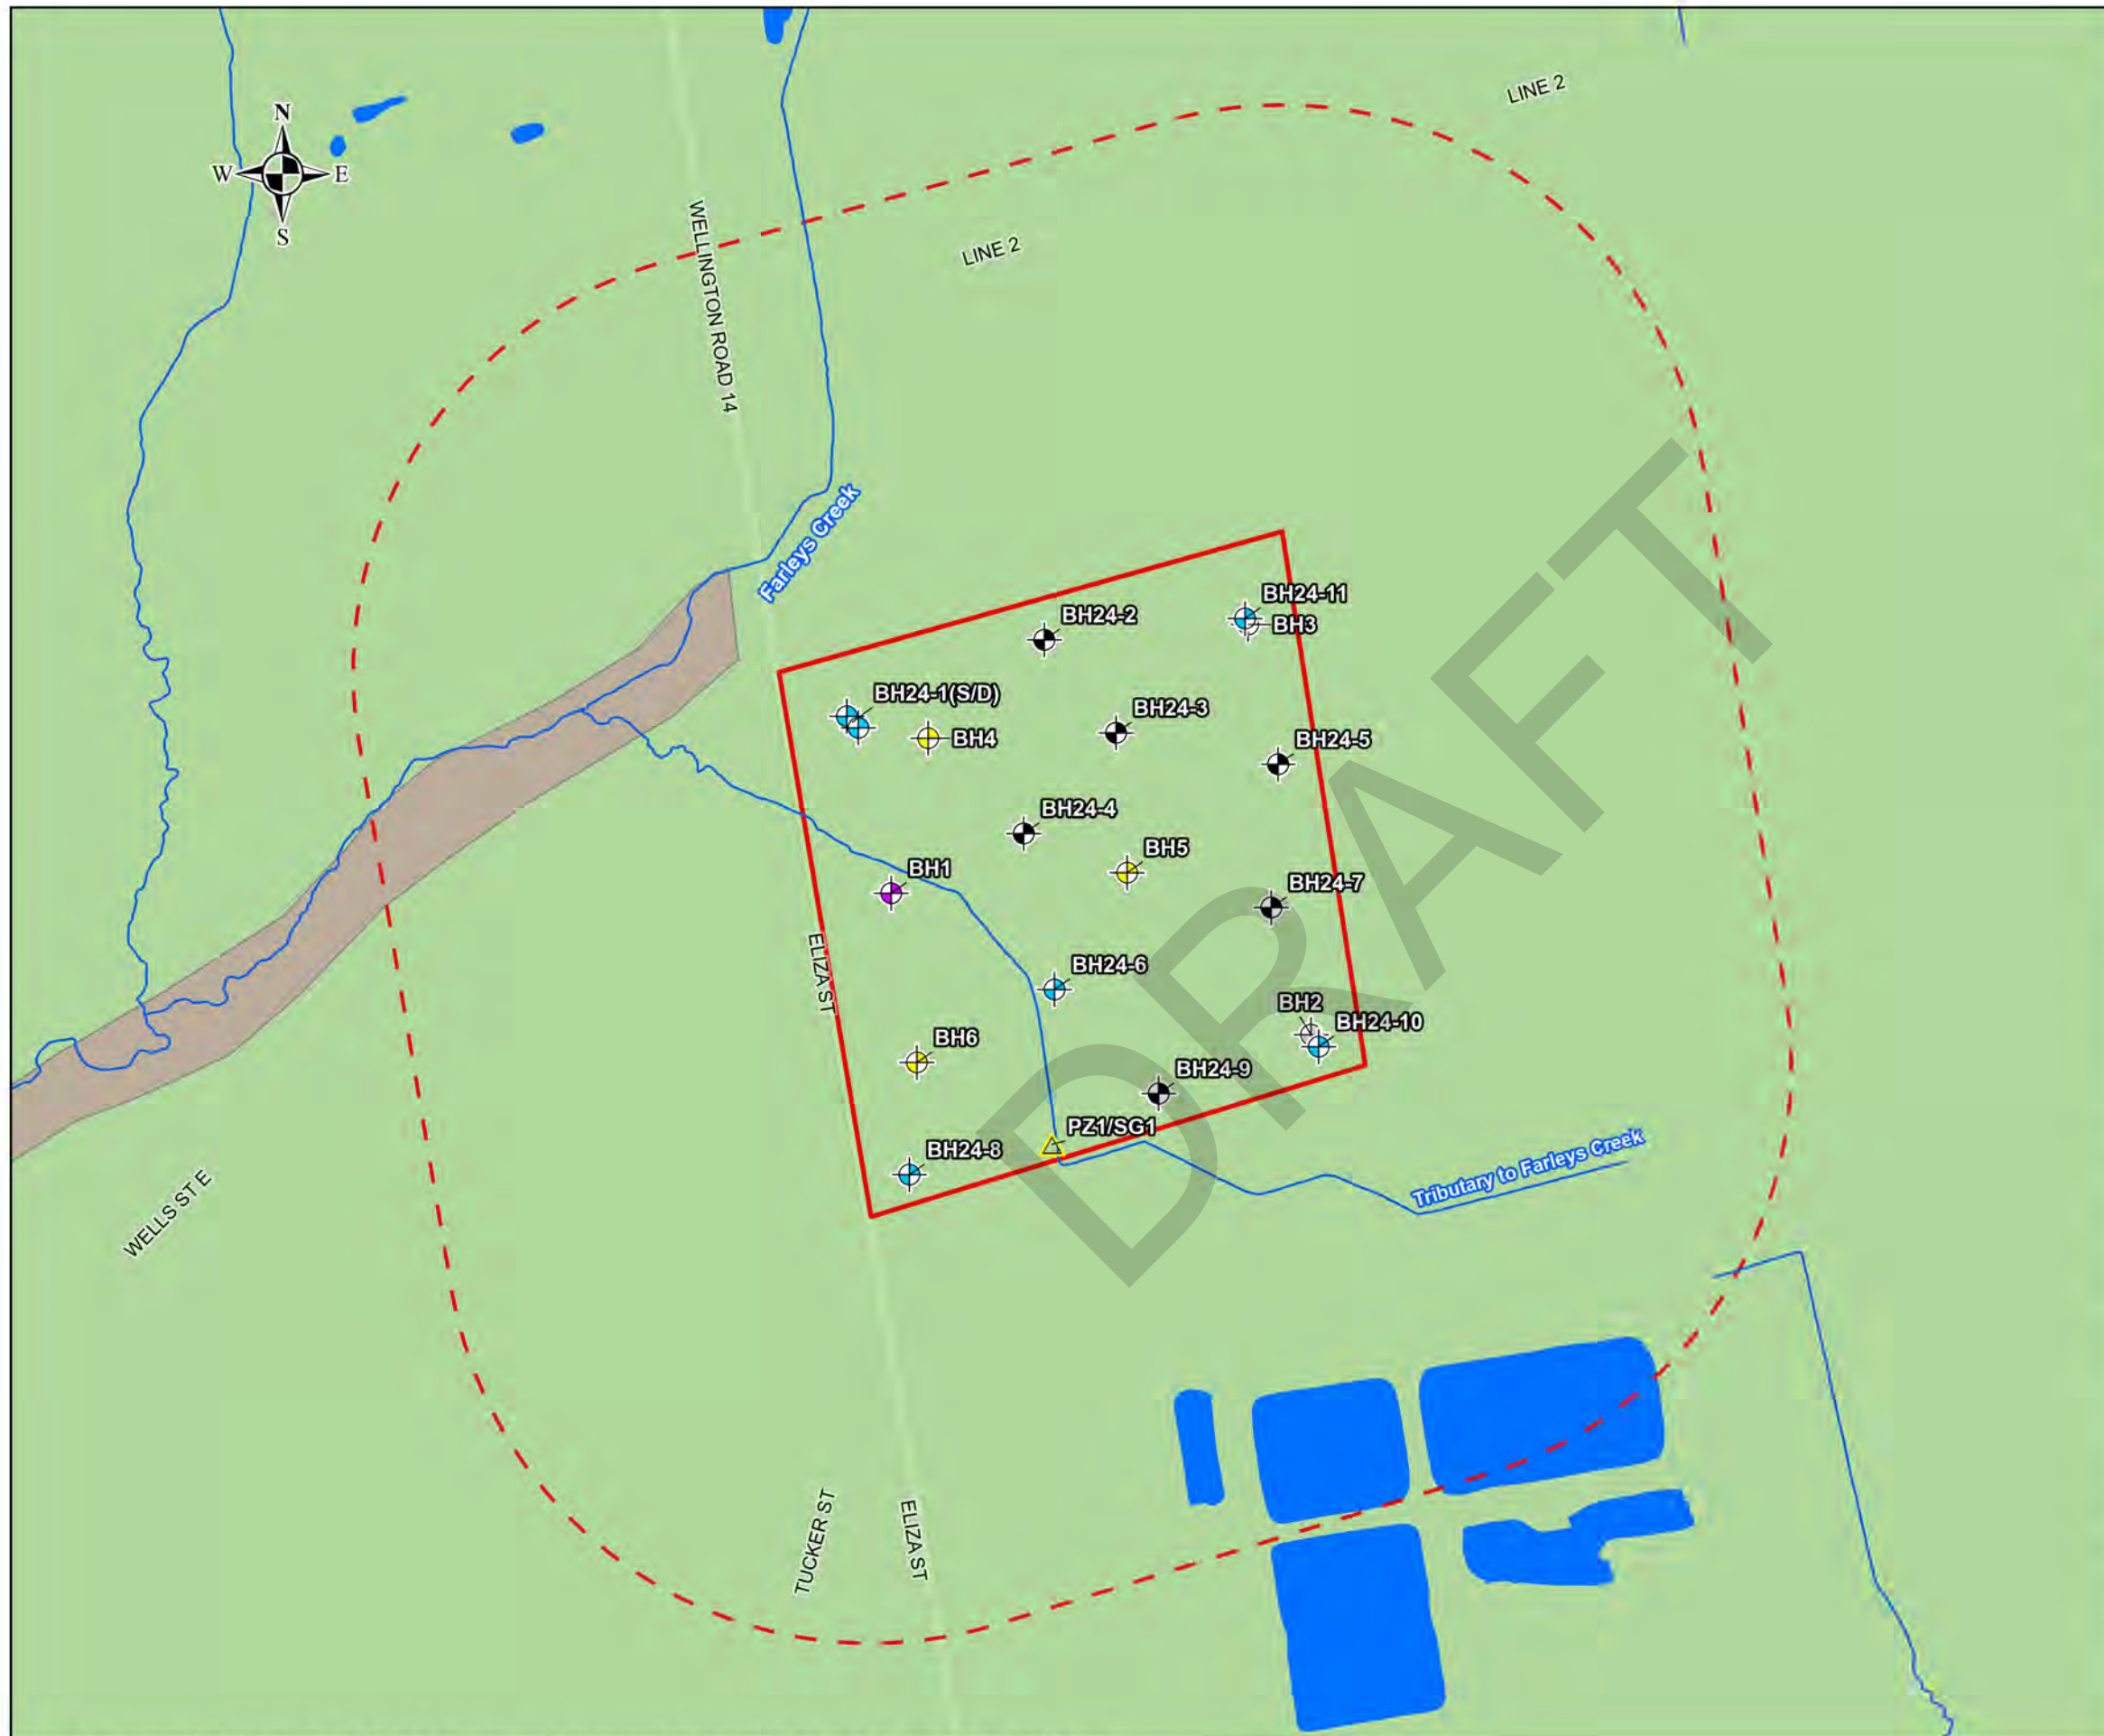 LINE 2
N
W E
S
WELLINGTON ROAD 14
LINE 2
Farleys Creek
BH24-11
BH3
BH24-2
BH24-1(S/D)
BH24-3
BH4
BH24-5
BH24-4
BH5
BH1
BH24-7
ELIZA ST
BH24-6
BH2
BH24-10
BH6
BH24-9
PZ1/SG1
BH24-8
Tributary to Farleys Creek
WELLS ST E
TUCKER ST
ELIZA ST
DRAFT